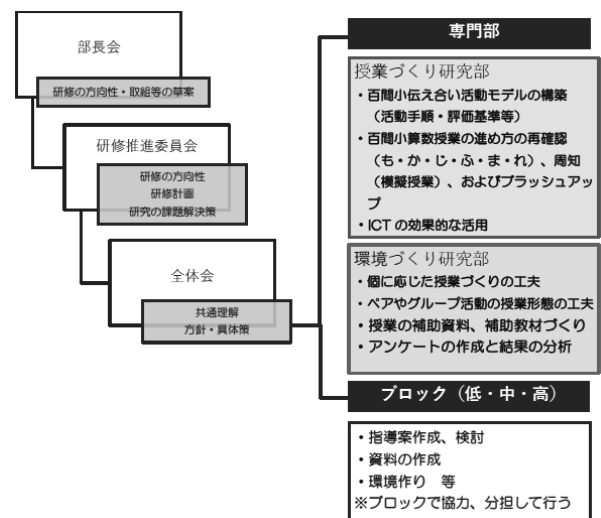 部長会
研修の方向性・取組等の草案
研修推進委員会
研修の方向性
研修計画
研究の課題解決策
全体会
共通理解
方針・具体策
専門部
授業づくり研究部
・百間小伝え合い活動モデルの構築
（活動手順・評価基準等）
・百間小算数授業の進め方の再確認
（も・か・じ・ふ・ま・れ）、周知
（模擬授業）、およびブラッシュアッ
プ
・ICT の効果的な活用
環境づくり研究部
・個に応じた授業づくりの工夫
・ペアやグループ活動の授業形態の工夫
・授業の補助資料、補助教材づくり
・アンケートの作成と結果の分析
ブロック（低・中・高）
・指導案作成、検討
・資料の作成
・環境作り　等
※ブロックで協力、分担して行う